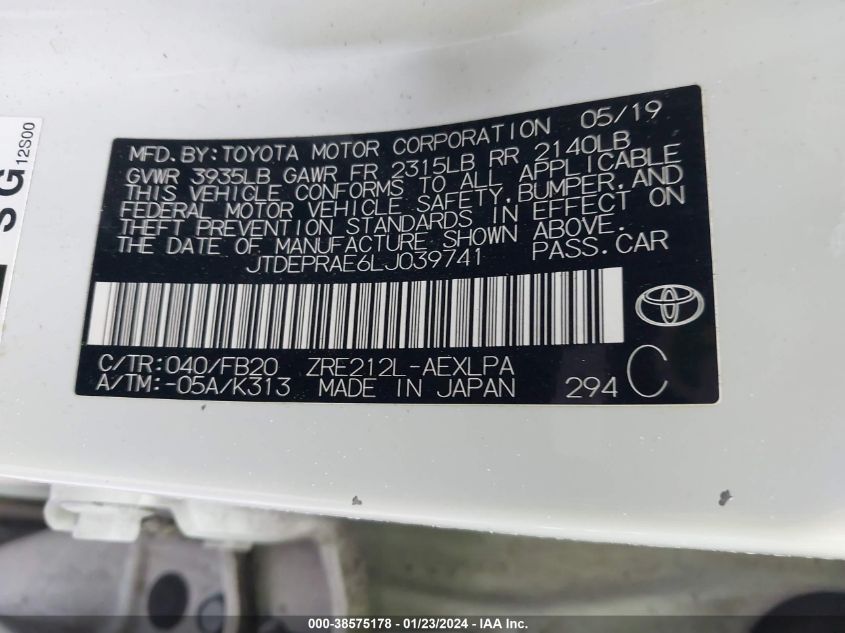 SG
12S00
MFD. BY: TOYOTA MOTOR CORPORATION 05/19
GVWR 3935LB GAWR FR 2315LB RR 2140LB
THIS VEHICLE CONFORMS TO ALL APPLICABLE
FEDERAL MOTOR VEHICLE SAFETY, BUMPER, AND
THEFT PREVENTION STANDARDS IN EFFECT ON
THE DATE OF MANUFACTURE SHOWN ABOVE.
JTDEPRAE6LJ039741 PASS. CAR
C/TR: 040/FB20 ZRE212L-AEXLPA
A/TM: -05A/K313 MADE IN JAPAN 294 C
000-38575178 - 01/23/2024 - IAA Inc.